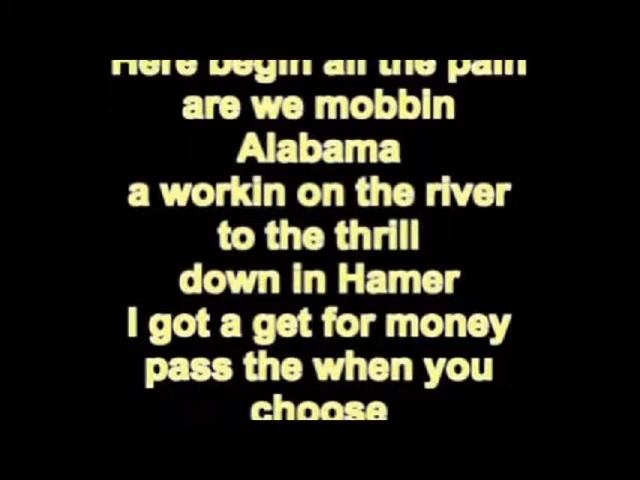 Here begin all the pain
are we mobbin
Alabama
a workin on the river
to the thrill
down in Hamer
I got a get for money
pass the when you
choose